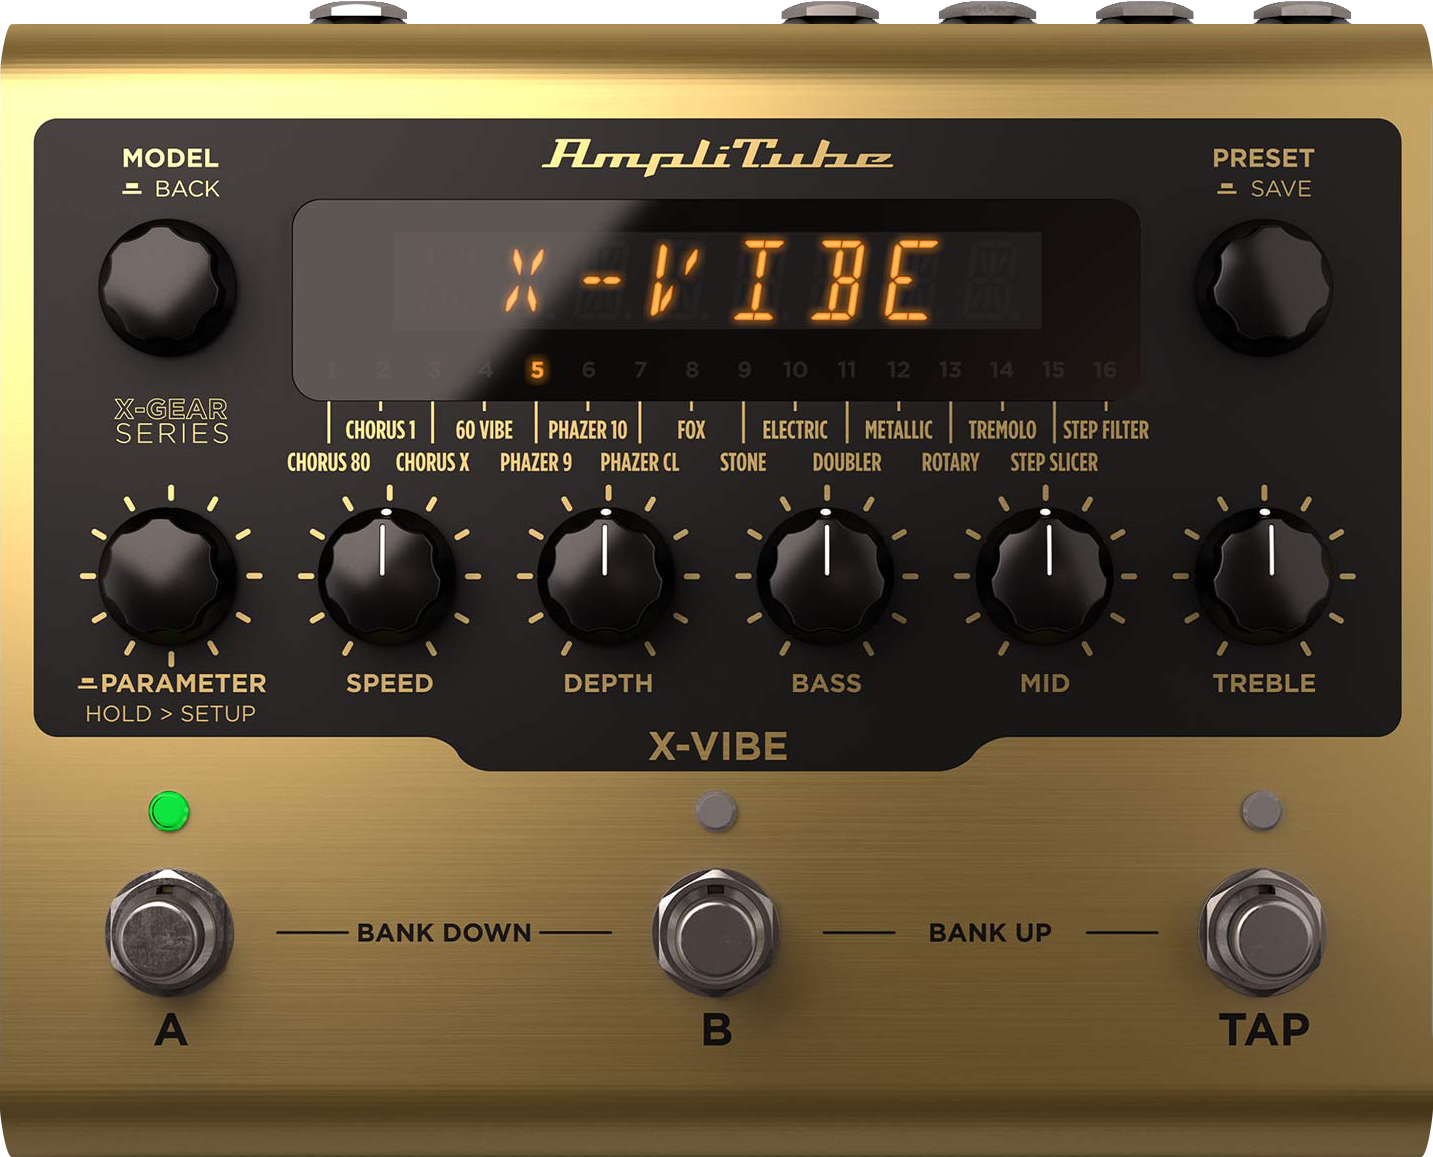 AmpliTube
MODEL
BACK
PRESET
SAVE
X-VIBE
1 2 3 4 5 6 7 8 9 10 11 12 13 14 15 16
X-GEAR
SERIES
CHORUS 1 60 VIBE PHAZER 10 FOX ELECTRIC METALLIC TREMOLO STEP FILTER
CHORUS 80 CHORUS X PHAZER 9 PHAZER CL STONE DOUBLER ROTARY STEP SLICER
PARAMETER SPEED DEPTH BASS MID TREBLE
HOLD > SETUP
X-VIBE
BANK DOWN BANK UP
A B TAP